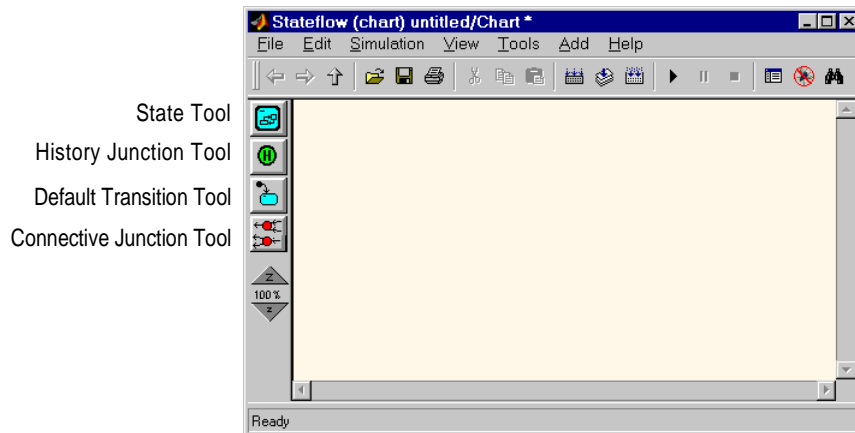 Stateflow (chart) untitled/Chart *
File Edit Simulation View Tools Add Help
State Tool
History Junction Tool
H
Default Transition Tool
Connective Junction Tool
Z
100%
z
Ready